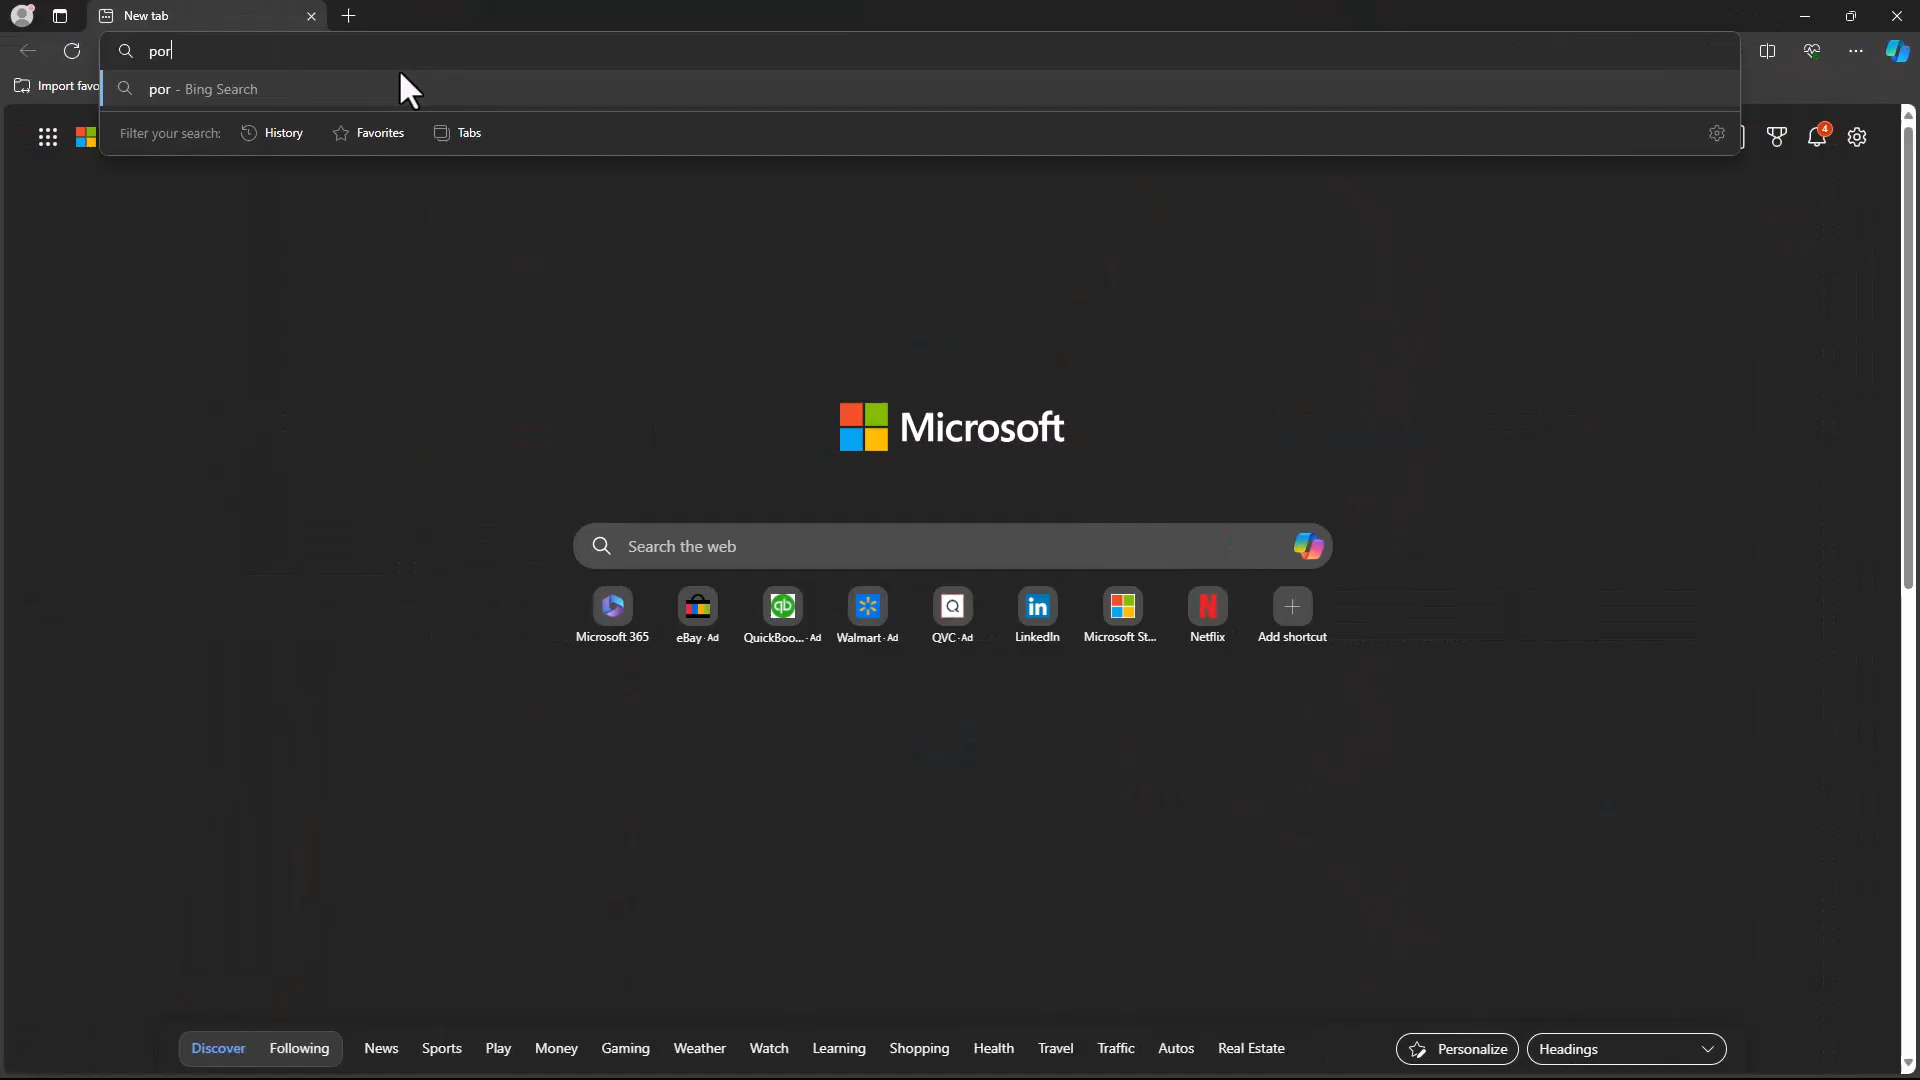 New tab
por
Import favo
por - Bing Search
Filter your search: History Favorites Tabs
4
Microsoft
Search the web
Microsoft 365 eBay · Ad QuickBoo... · Ad Walmart · Ad QVC · Ad LinkedIn Microsoft St... Netflix Add shortcut
Discover Following News Sports Play Money Gaming Weather Watch Learning Shopping Health Travel Traffic Autos Real Estate Personalize Headings